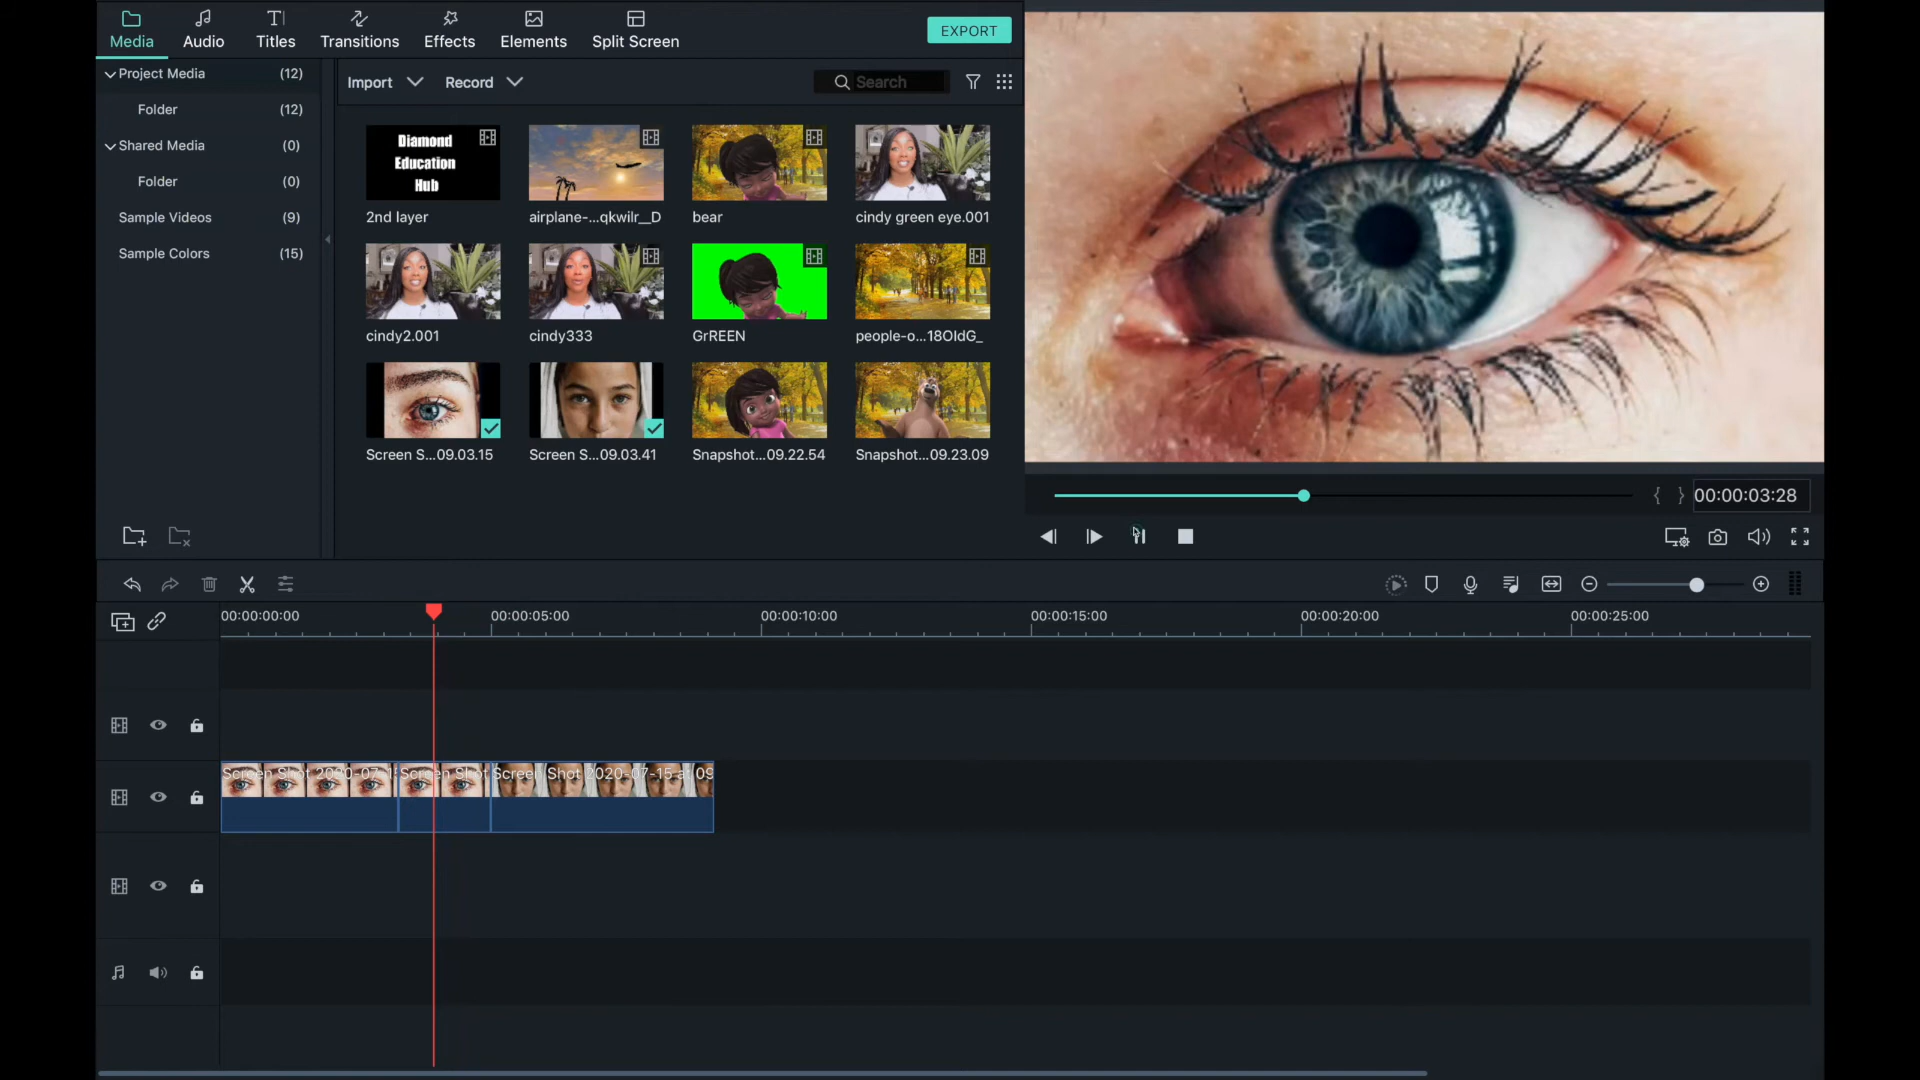 Media
Audio
Titles
Transitions
Effects
Elements
Split Screen
EXPORT
Project Media (12)
Folder (12)
Shared Media (0)
Folder (0)
Sample Videos (9)
Sample Colors (15)
Import
Record
Search
Diamond
Education
Hub
2nd layer
airplane-...qkwilr__D
bear
cindy green eye.001
cindy2.001
cindy333
GrREEN
people-o...18OIdG_
Screen S...09.03.15
Screen S...09.03.41
Snapshot...09.22.54
Snapshot...09.23.09
{ } 00:00:03:28
00:00:00:00 00:00:05:00 00:00:10:00 00:00:15:00 00:00:20:00 00:00:25:00
Screen Shot 2020-07-15
Screen Shot
Screen Shot 2020-07-15 at 09